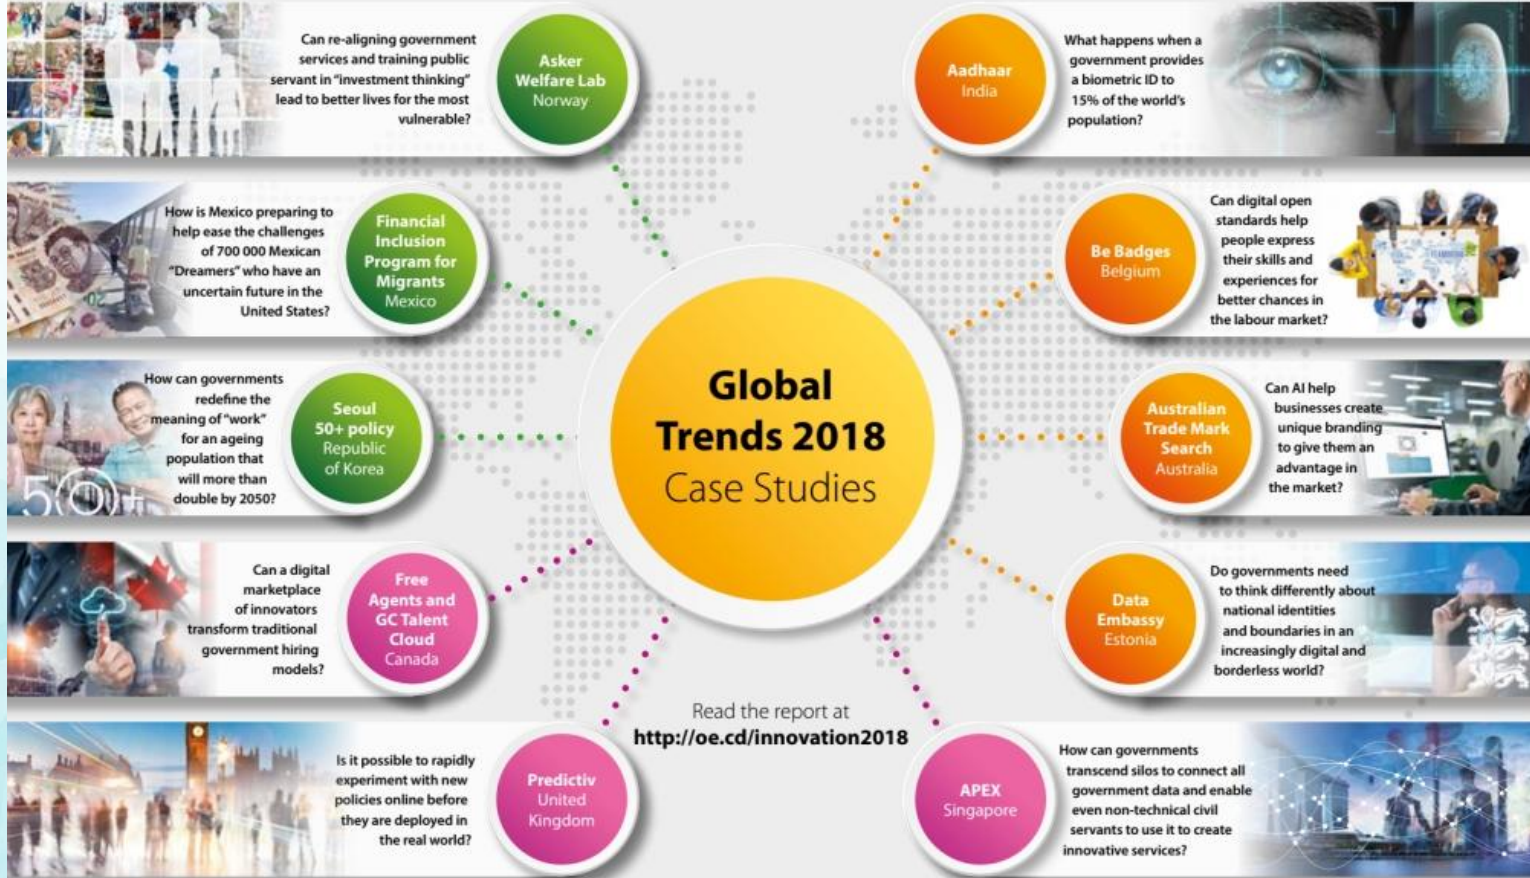 Can re-aligning government
services and training public
servant in "investment thinking"
lead to better lives for the most
vulnerable?
Asker
Welfare Lab
Norway
Aadhaar
India
What happens when a
government provides
a biometric ID to
15% of the world's
population?
How is Mexico preparing to
help ease the challenges
of 700 000 Mexican
"Dreamers" who have an
uncertain future in the
United States?
Financial
Inclusion
Program for
Migrants
Mexico
Be Badges
Belgium
Can digital open
standards help
people express
their skills and
experiences for
better chances in
the labour market?
How can governments
redefine the
meaning of "work"
for an ageing
population that
will more than
double by 2050?
50+
Seoul
50+ policy
Republic
of Korea
Global
Trends 2018
Case Studies
Australian
Trade Mark
Search
Australia
Can AI help
businesses create
unique branding
to give them an
advantage in
the market?
Can a digital
marketplace
of innovators
transform traditional
government hiring
models?
Free
Agents and
GC Talent
Cloud
Canada
Data
Embassy
Estonia
Do governments need
to think differently about
national identities
and boundaries in an
increasingly digital and
borderless world?
Read the report at
http://oe.cd/innovation2018
Is it possible to rapidly
experiment with new
policies online before
they are deployed in
the real world?
Predictiv
United
Kingdom
APEX
Singapore
How can governments
transcend silos to connect all
government data and enable
even non-technical civil
servants to use it to create
innovative services?